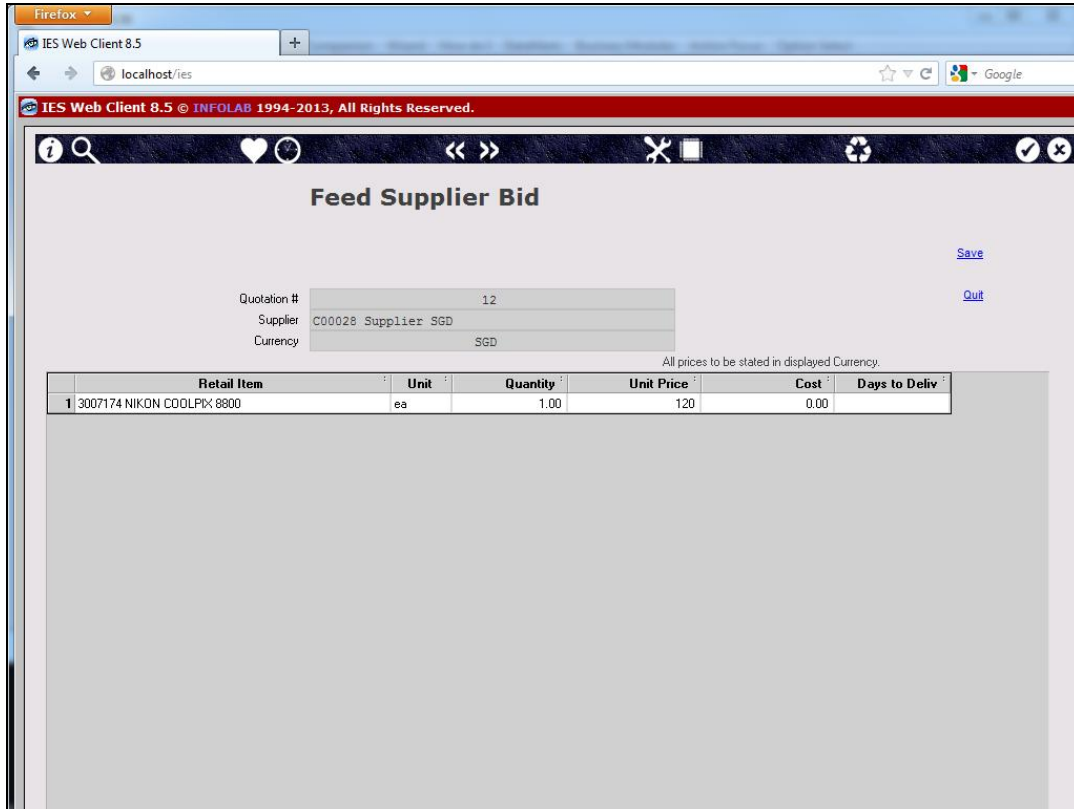 Firefox
IES Web Client 8.5
localhost/ies
Google
IES Web Client 8.5 © INFOLAB 1994-2013, All Rights Reserved.
Feed Supplier Bid
Save
Quotation # 12 Quit
Supplier C00028 Supplier SGD
Currency SGD
All prices to be stated in displayed Currency.
Retail Item Unit Quantity Unit Price Cost Days to Deliv
1 3007174 NIKON COOLPIX 8800 ea 1.00 120 0.00